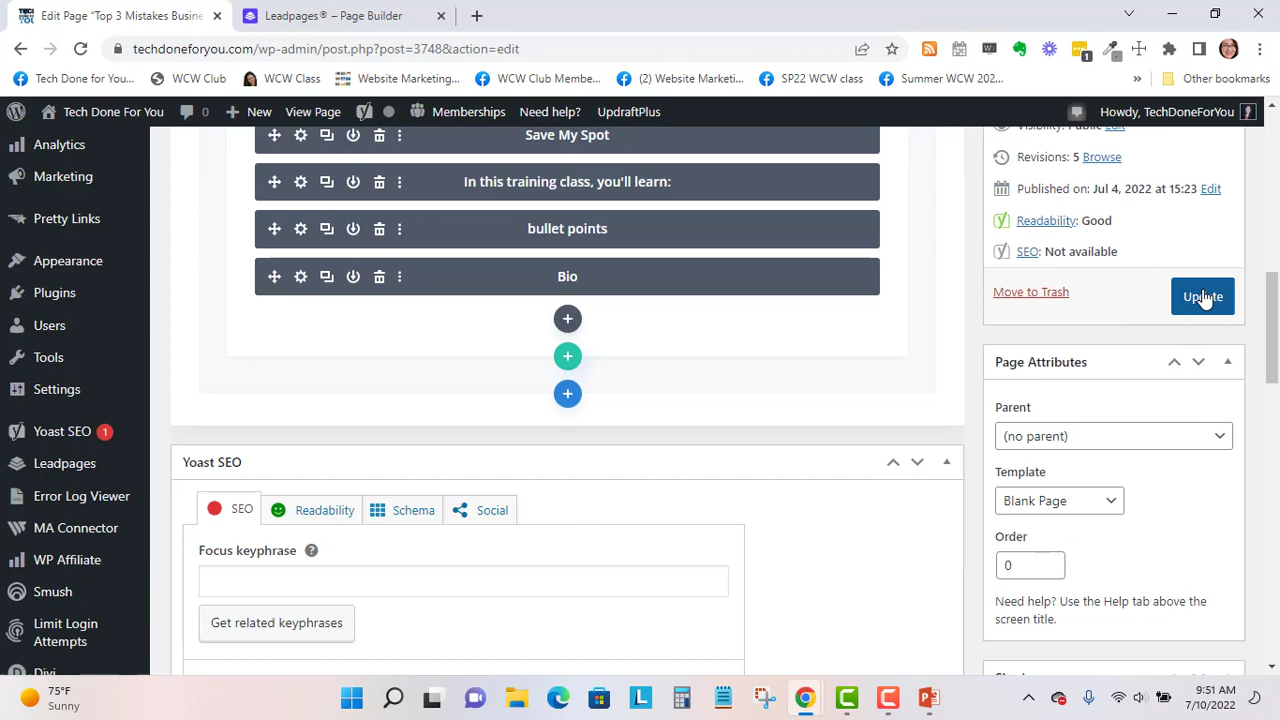 Edit Page “Top 3 Mistakes Busine
Leadpages® – Page Builder
techdoneforyou.com/wp-admin/post.php?post=3748&action=edit
1
Tech Done for You...
WCW Club
WCW Class
Website Marketing...
WCW Club Membe...
(2) Website Marketi...
SP22 WCW class
Summer WCW 202...
»
Other bookmarks
Tech Done For You
0
New
View Page
Memberships
Need help?
UpdraftPlus
Howdy, TechDoneForYou
Analytics
Marketing
Pretty Links
Appearance
Plugins
Users
Tools
Settings
Yoast SEO 1
Leadpages
Error Log Viewer
MA Connector
WP Affiliate
Smush
Limit Login
Attempts
Divi
Save My Spot
In this training class, you'll learn:
bullet points
Bio
Yoast SEO
SEO
Readability
Schema
Social
Focus keyphrase
Get related keyphrases
Visibility: Public Edit
Revisions: 5 Browse
Published on: Jul 4, 2022 at 15:23 Edit
Readability: Good
SEO: Not available
Move to Trash
Update
Page Attributes
Parent
(no parent)
Template
Blank Page
Order
0
Need help? Use the Help tab above the
screen title.
75°F
Sunny
9:51 AM
7/10/2022